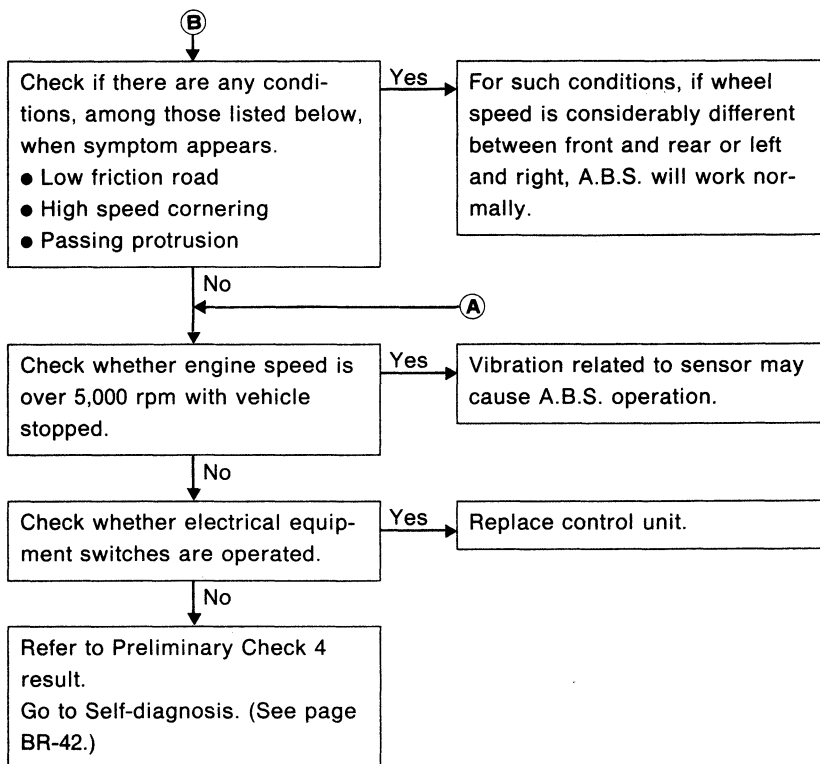 B
Check if there are any condi-
tions, among those listed below,
when symptom appears.
● Low friction road
● High speed cornering
● Passing protrusion
Yes
For such conditions, if wheel
speed is considerably different
between front and rear or left
and right, A.B.S. will work nor-
mally.
No
A
Check whether engine speed is
over 5,000 rpm with vehicle
stopped.
Yes
Vibration related to sensor may
cause A.B.S. operation.
No
Check whether electrical equip-
ment switches are operated.
Yes
Replace control unit.
No
Refer to Preliminary Check 4
result.
Go to Self-diagnosis. (See page
BR-42.)